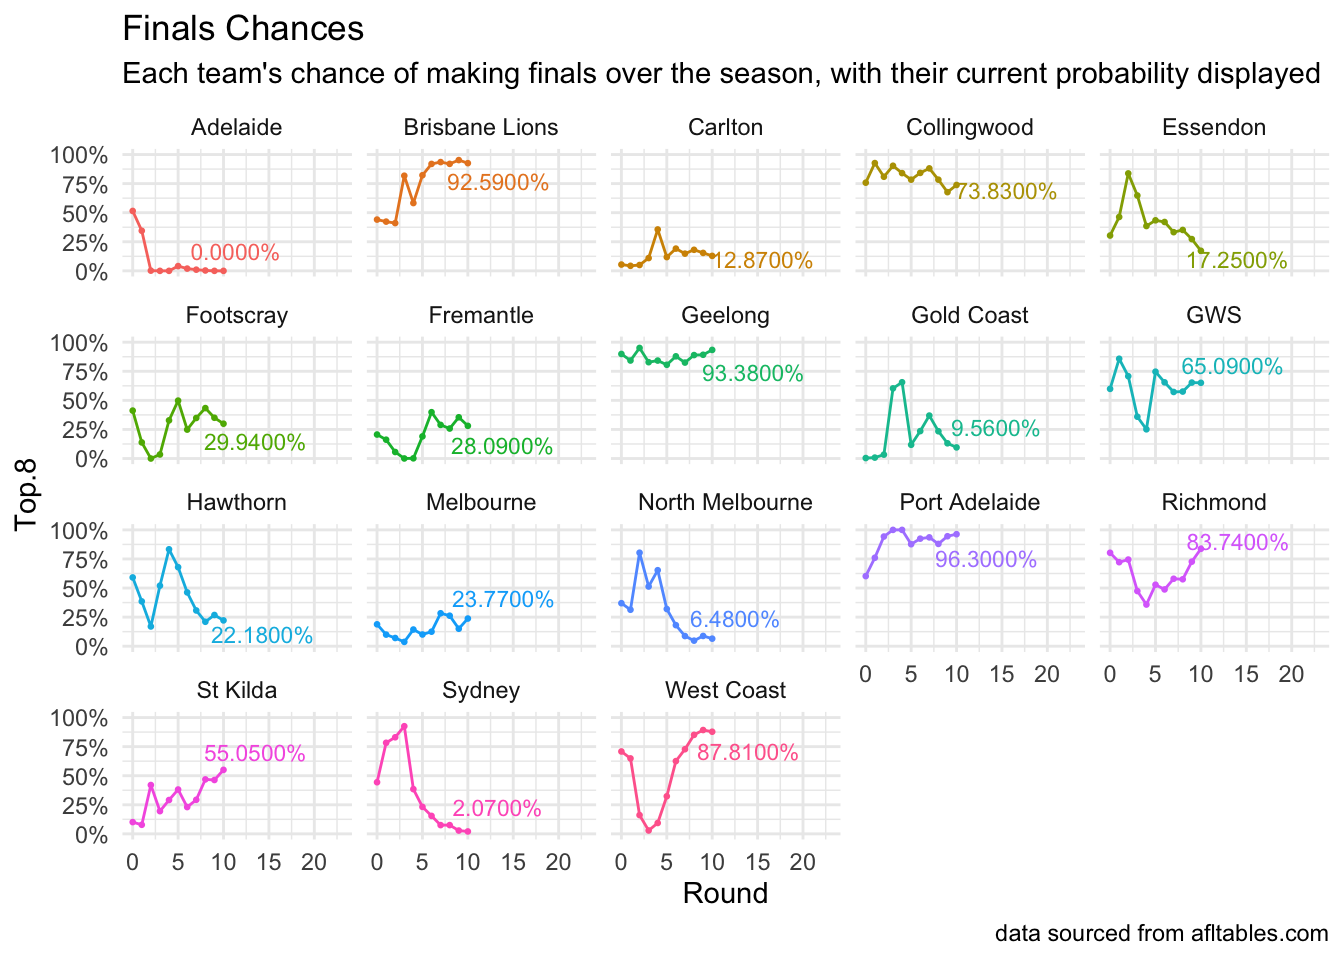 Finals Chances
Each team's chance of making finals over the season, with their current probability displayed
Adelaide Brisbane Lions Carlton Collingwood Essendon
100%
75%
50%
25%
0%
0.0000% 92.5900% 12.8700% 73.8300% 17.2500%
Footscray Fremantle Geelong Gold Coast GWS
100%
75%
50%
25%
0%
29.9400% 28.0900% 93.3800% 9.5600% 65.0900%
Top.8
Hawthorn Melbourne North Melbourne Port Adelaide Richmond
100%
75%
50%
25%
0%
22.1800% 23.7700% 6.4800% 96.3000% 83.7400%
0 5 10 15 20 0 5 10 15 20
St Kilda Sydney West Coast
100%
75%
50%
25%
0%
55.0500% 2.0700% 87.8100%
0 5 10 15 20 0 5 10 15 20 0 5 10 15 20
Round
data sourced from afltables.com